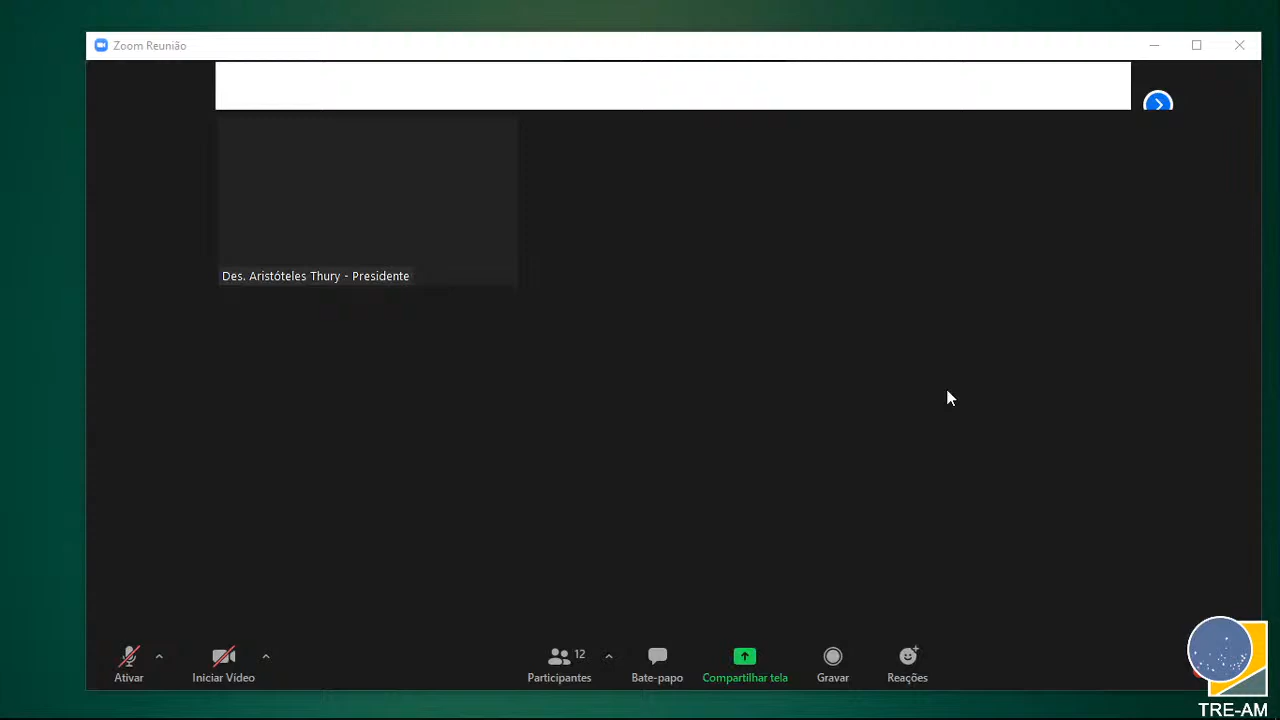 Zoom Reunião
Des. Aristóteles Thury - Presidente
Ativar
Iniciar Vídeo
12
Participantes
Bate-papo
Compartilhar tela
Gravar
Reações
TRE-AM